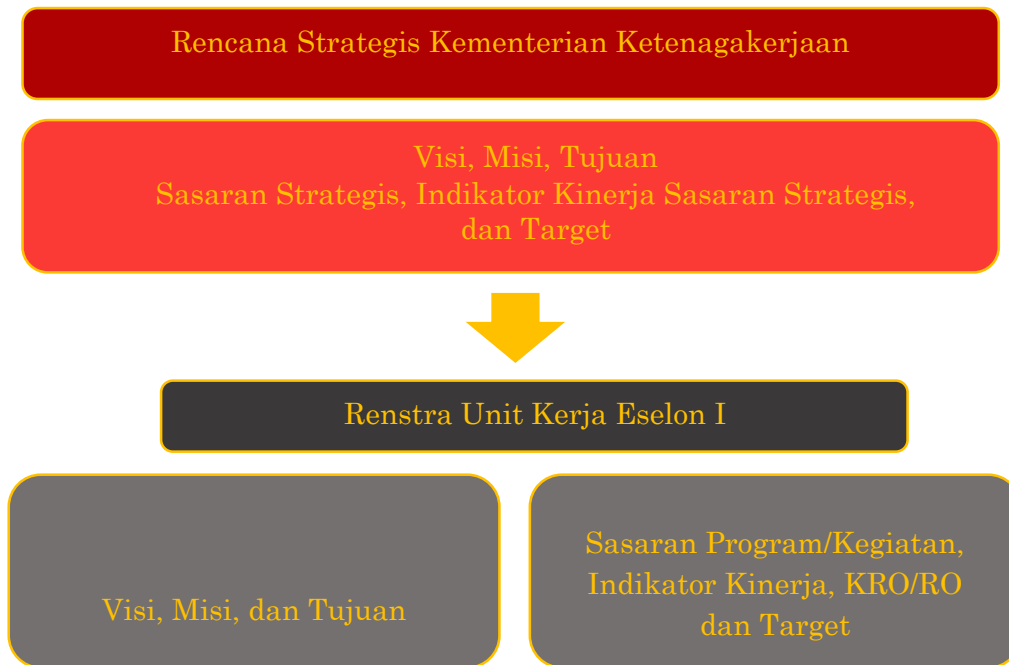 Rencana Strategis Kementerian Ketenagakerjaan
Visi, Misi, Tujuan
Sasaran Strategis, Indikator Kinerja Sasaran Strategis,
dan Target
Renstra Unit Kerja Eselon I
Visi, Misi, dan Tujuan
Sasaran Program/Kegiatan,
Indikator Kinerja, KRO/RO
dan Target